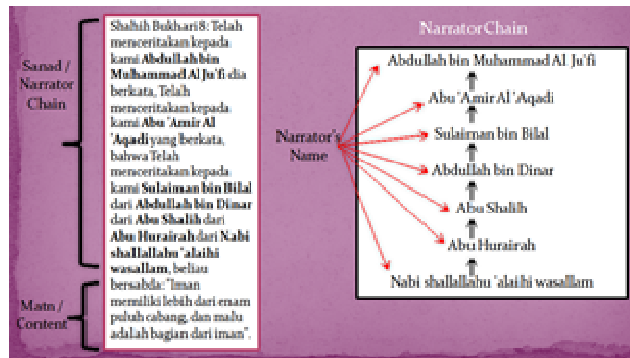 Sanad /
Narrator
Chain
Matn /
Content
Shahih Bukhari 8: Telah
menceritakan kepada
kami Abdullah bin
Muhammad Al Ju'fi dia
berkata, Telah
menceritakan kepada
kami Abu 'Amir Al
'Aqadi yang berkata,
bahwa Telah
menceritakan kepada
kami Sulaiman bin Bilal
dari Abdullah bin Dinar
dari Abu Shalih dari
Abu Hurairah dari Nabi
shallallahu 'alaihi
wasallam, beliau
bersabda: "Iman
memiliki lebih dari enam
puluh cabang, dan malu
adalah bagian dari iman".
Narrator's
Name
Narrator Chain
Abdullah bin Muhammad Al Ju'fi
Abu 'Amir Al 'Aqadi
Sulaiman bin Bilal
Abdullah bin Dinar
Abu Shalih
Abu Hurairah
Nabi shallallahu 'alaihi wasallam